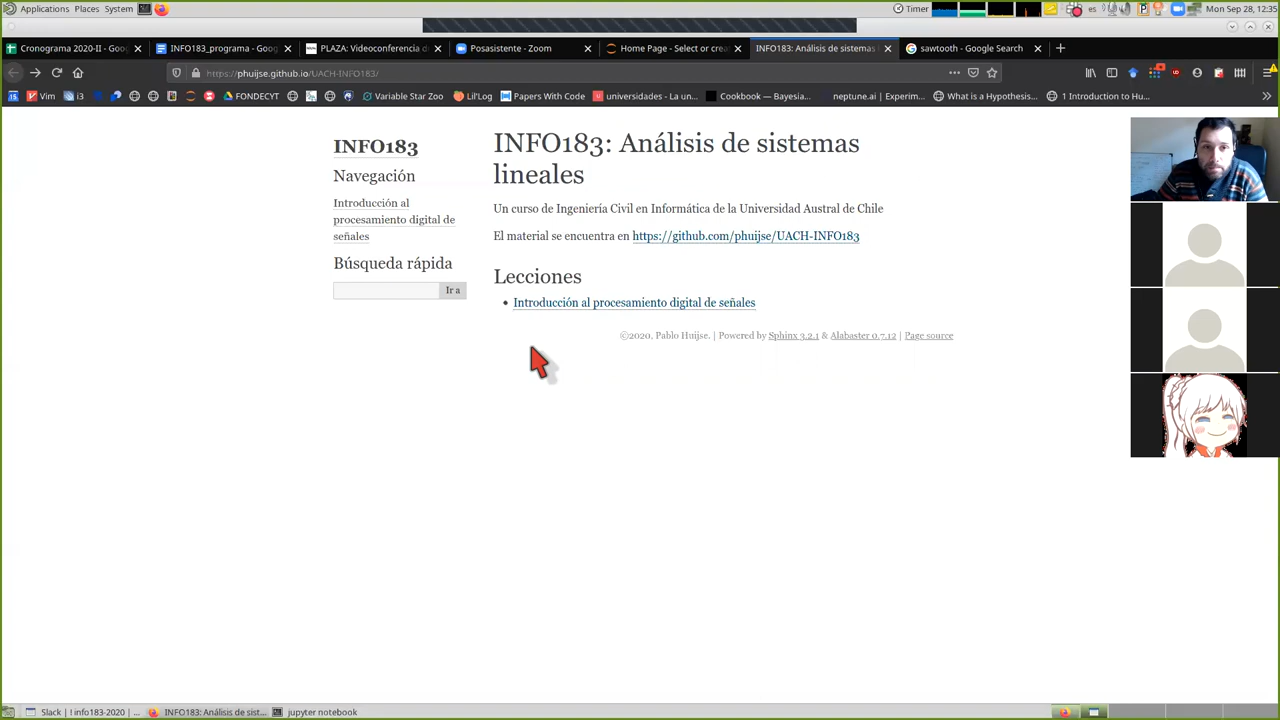 Applications Places System
Timer
es
Mon Sep 28, 12:35
Cronograma 2020-II - Goo
INFO183_programa - Goog
PLAZA: Videoconferencia d
Posasistente - Zoom
Home Page - Select or crea
INFO183: Análisis de sistemas
sawtooth - Google Search
https://phuijse.github.io/UACH-INFO183/
Vim
i3
FONDECYT
Variable Star Zoo
Lil'Log
Papers With Code
universidades - La un...
Cookbook — Bayesia...
neptune.ai | Experim...
What is a Hypothesis...
1 Introduction to Hu...
INFO183
Navegación
Introducción al
procesamiento digital de
señales
Búsqueda rápida
Ir a
INFO183: Análisis de sistemas
lineales
Un curso de Ingeniería Civil en Informática de la Universidad Austral de Chile
El material se encuentra en https://github.com/phuijse/UACH-INFO183
Lecciones
Introducción al procesamiento digital de señales
©2020, Pablo Huijse. | Powered by Sphinx 3.2.1 & Alabaster 0.7.12 | Page source
Slack | ! info183-2020 | ...
INFO183: Análisis de sist...
jupyter notebook